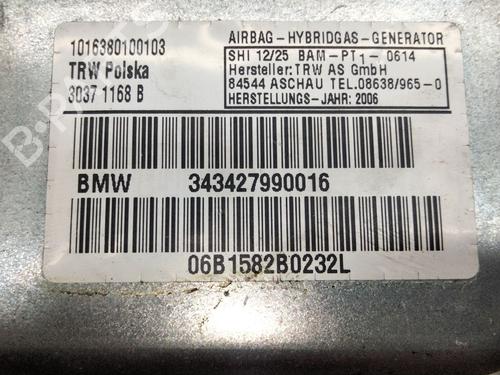 1016380100103
TRW Polska
3037 1168 B
AIRBAG-HYBRIDGAS-GENERATOR
SHI 12/25 BAM-PT1-0614
Hersteller:TRW AS GmbH
84544 ASCHAU TEL.08638/965-0
HERSTELLUNGS-JAHR: 2006
BMW 343427990016
06B1582B0232L